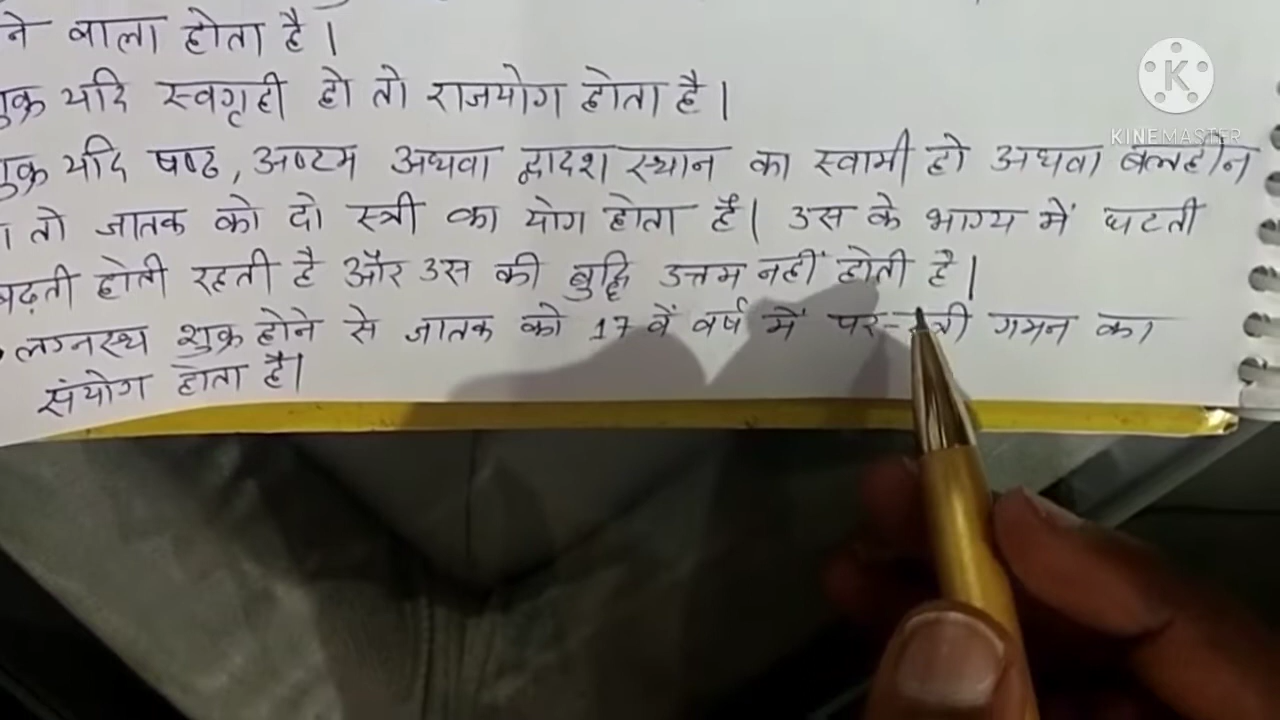 ने वाला होता है।
शुक्र यदि स्वगृही हो तो राजयोग होता है।
शुक्र यदि षष्ठ, अष्टम अथवा द्वादश स्थान का स्वामी हो अथवा बलहीन
तो जातक को दो स्त्री का योग होता है। उस के भाग्य में घटती
बढ़ती होती रहती है और उस की बुद्धि उत्तम नहीं होती है।
लग्नस्थ शुक्र होने से जातक को 17 वें वर्ष में पर-स्त्री गमन का
संयोग होता है।
K
KINEMASTER